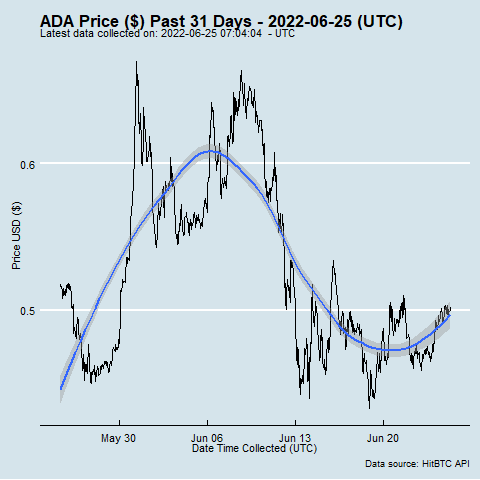 ADA Price ($) Past 31 Days - 2022-06-25 (UTC)
Latest data collected on: 2022-06-25 07:04:04 - UTC
0.6
0.5
Price USD ($)
May 30 Jun 06 Jun 13 Jun 20
Date Time Collected (UTC)
Data source: HitBTC API